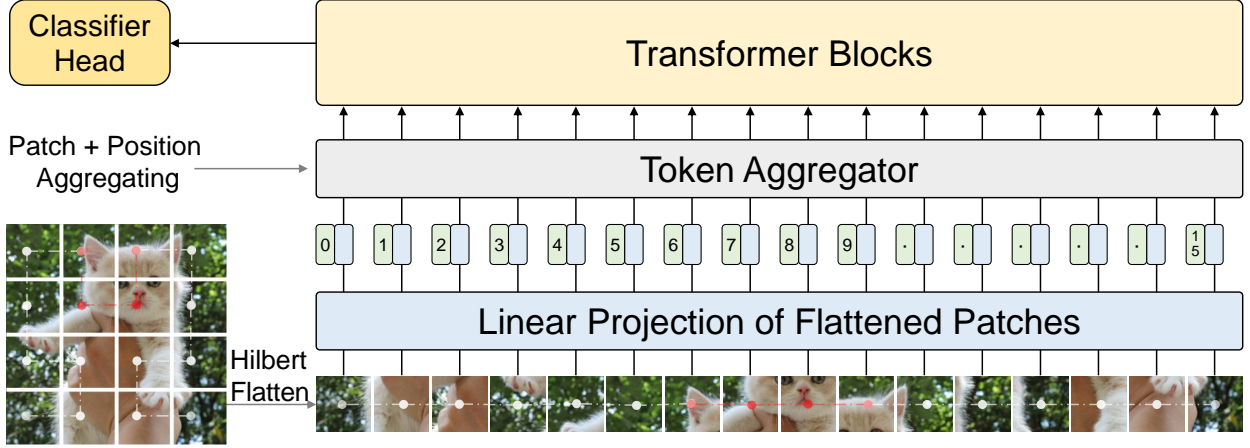 Classifier
Head
Transformer Blocks
Patch + Position
Aggregating
Token Aggregator
0 1 2 3 4 5 6 7 8 9 . . . . . 15
Linear Projection of Flattened Patches
Hilbert
Flatten